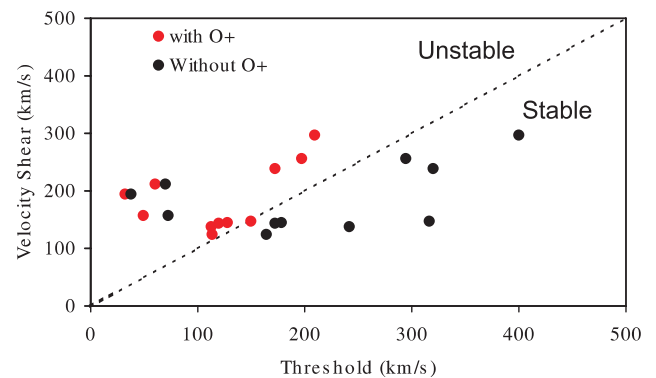 500
400
300
200
100
0
Velocity Shear (km/s)
with O+
Without O+
Unstable
Stable
0 100 200 300 400 500
Threshold (km/s)